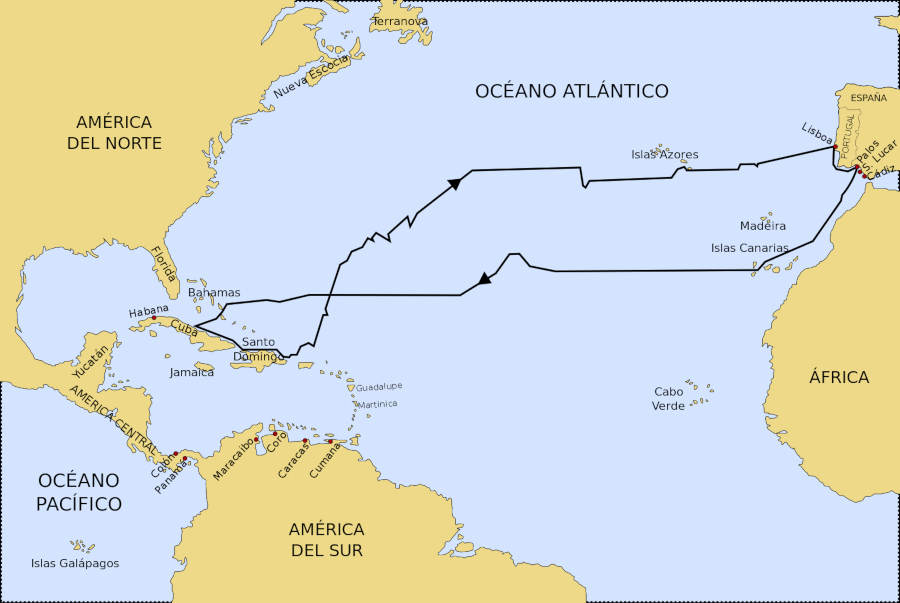 Terranova
Nueva Escocia
OCÉANO ATLÁNTICO
ESPAÑA
PORTUGAL
AMÉRICA
DEL NORTE
Lisboa
Palos
S. Lucar
Cádiz
Islas Azores
Madeira
Islas Canarias
Florida
Bahamas
Habana
Cuba
Santo
Domingo
Jamaica
Yucatán
Guadalupe
Martinica
AMÉRICA CENTRAL
Cabo
Verde
ÁFRICA
Colón
Panamá
Maracaibo
Coro
Caracas
Cumana
OCÉANO
PACÍFICO
AMÉRICA
DEL SUR
Islas Galápagos